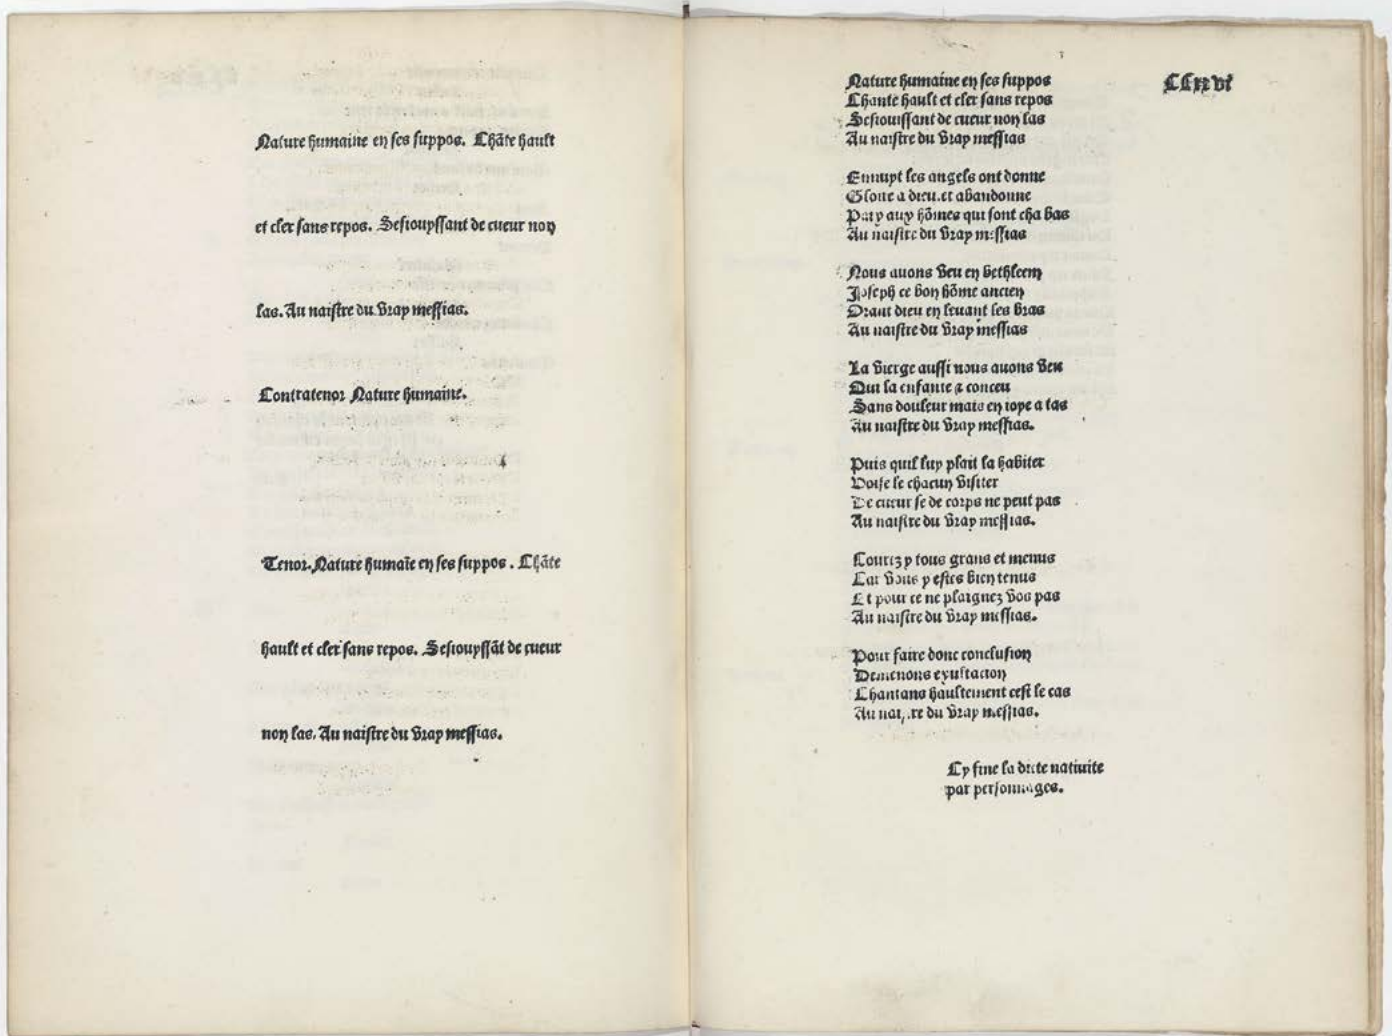 Nature humaine en ses suppos. Chãte hault
et cler sans repos. Sesiouyssant de cueur non
las. Au naistre du vray messias.
Contratenor Nature humaine.
Tenor. Nature humaĩe en ses suppos. Chãte
hault et cler sans repos. Sesiouyssãt de cueur
non las. Au naistre du vray messias.
CCxxvi
Nature humaine en ses suppos
Chante hault et cler sans repos
Sesiouissant de cueur non las
Au naistre du vray messias
Ennuyt les angels ont donne
Gloire a dieu. et abandonne
Paix aux hõmes qui sont cha bas
Au naistre du vray messias
Nous auons veu en bethleem
Joseph ce bon hõme ancien
Orant dieu en leuant les bras
Au naistre du vray messias
La vierge aussi nous auons veu
Qui la enfante & conceu
Sans douleur mais en ioye a tas
Au naistre du vray messias.
Puis quil luy plait la habiter
Voise le chacun visiter
De cueur se de corps ne peut pas
Au naistre du vray messias.
Courez y tous grans et menus
Car vous y estes bien tenus
Et pour ce ne plaignez vos pas
Au naistre du vray messias.
Pour faire donc conclusion
Demenons exultacion
Chantans haultement cest le cas
Au naistre du vray messias.
Cy fine la dicte natiuite
par personnages.